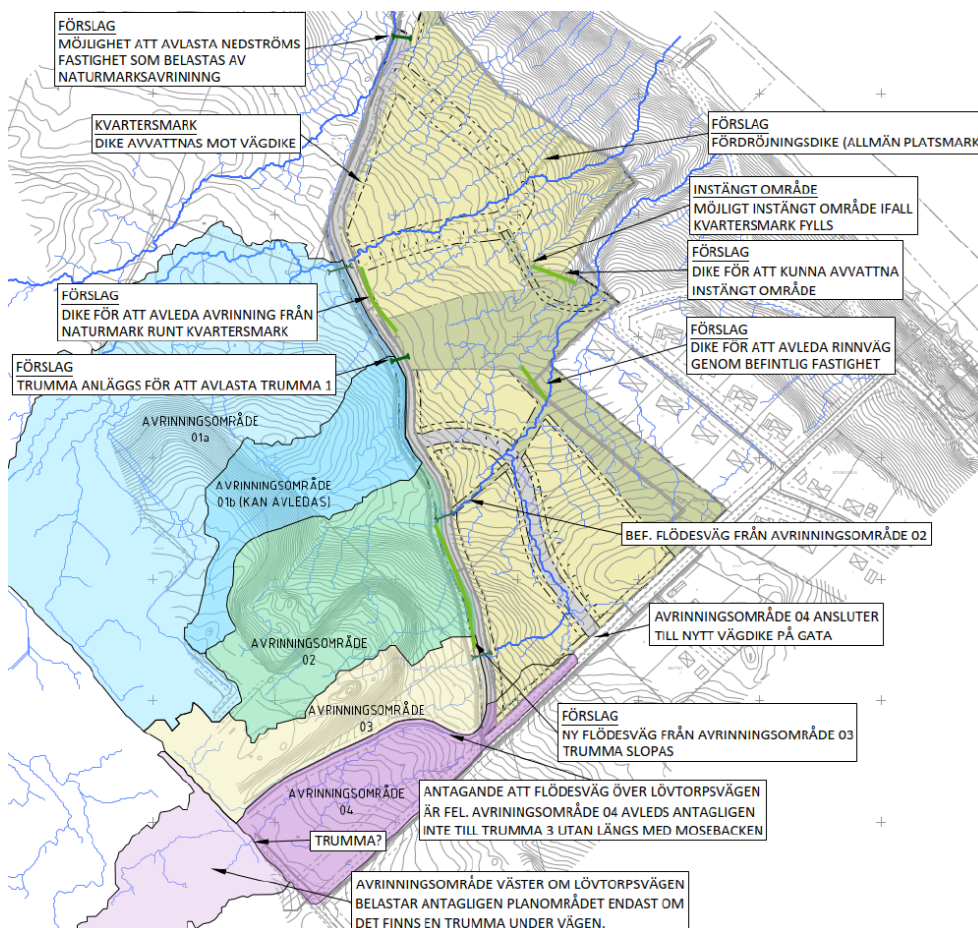 FÖRSLAG
MÖJLIGHET ATT AVLASTA NEDSTRÖMS
FASTIGHET SOM BELASTAS AV
NATURMARKSAVRININNG
KVARTERSMARK
DIKE AVVATTNAS MOT VÄGDIKE
FÖRSLAG
FÖRDRÖJNINGSDIKE (ALLMÄN PLATSMARK
INSTÄNGT OMRÅDE
MÖJLIGT INSTÄNGT OMRÅDE IFALL
KVARTERSMARK FYLLS
FÖRSLAG
DIKE FÖR ATT KUNNA AVVATTNA
INSTÄNGT OMRÅDE
FÖRSLAG
DIKE FÖR ATT AVLEDA AVRINNING FRÅN
NATURMARK RUNT KVARTERSMARK
FÖRSLAG
DIKE FÖR ATT AVLEDA RINNVÄG
GENOM BEFINTLIG FASTIGHET
FÖRSLAG
TRUMMA ANLÄGGS FÖR ATT AVLASTA TRUMMA 1
AVRINNINGSOMRÅDE
01a
AVRINNINGSOMRÅDE
01b (KAN AVLEDAS)
BEF. FLÖDESVÄG FRÅN AVRINNINGSOMRÅDE 02
AVRINNINGSOMRÅDE
02
AVRINNINGSOMRÅDE 04 ANSLUTER
TILL NYTT VÄGDIKE PÅ GATA
AVRINNINGSOMRÅDE
03
FÖRSLAG
NY FLÖDESVÄG FRÅN AVRINNINGSOMRÅDE 03
TRUMMA SLOPAS
AVRINNINGSOMRÅDE
04
ANTAGANDE ATT FLÖDESVÄG ÖVER LÖVTORPSVÄGEN
ÄR FEL. AVRININGSOMRÅDE 04 AVLEDS ANTAGLIGEN
INTE TILL TRUMMA 3 UTAN LÄNGS MED MOSEBACKEN
TRUMMA?
AVRINNINGSOMRÅDE VÄSTER OM LÖVTORPSVÄGEN
BELASTAR ANTAGLIGEN PLANOMRÅDET ENDAST OM
DET FINNS EN TRUMMA UNDER VÄGEN.